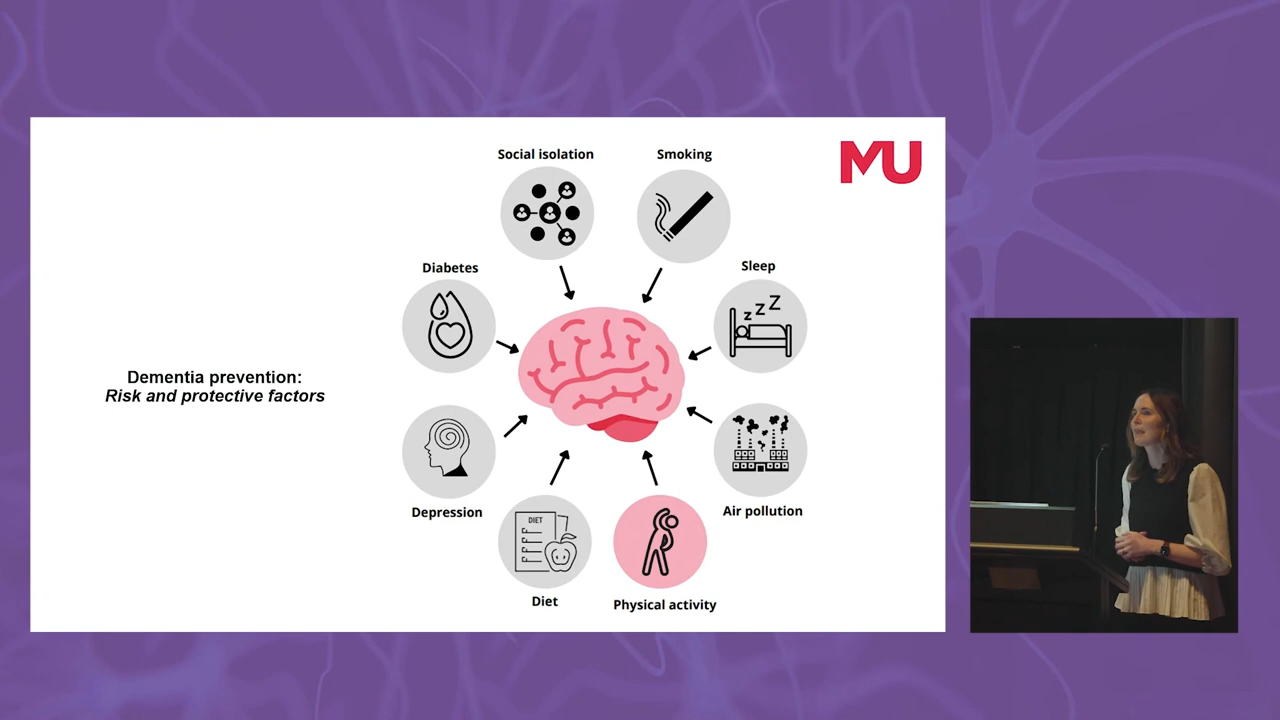 Social isolation
Smoking
MU
Diabetes
Sleep
z z Z
Dementia prevention:
Risk and protective factors
Depression
DIET
Air pollution
Diet
Physical activity